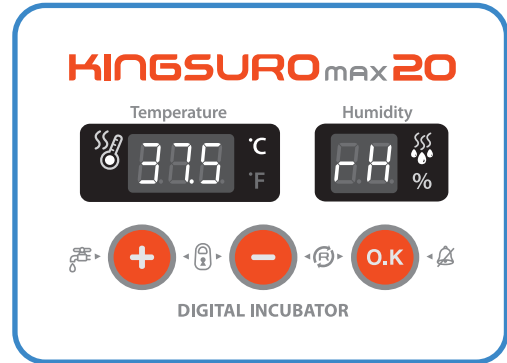 KINGSURO MAX 20
Temperature Humidity
37.5 °C °F rH %
+ - O.K
R
DIGITAL INCUBATOR